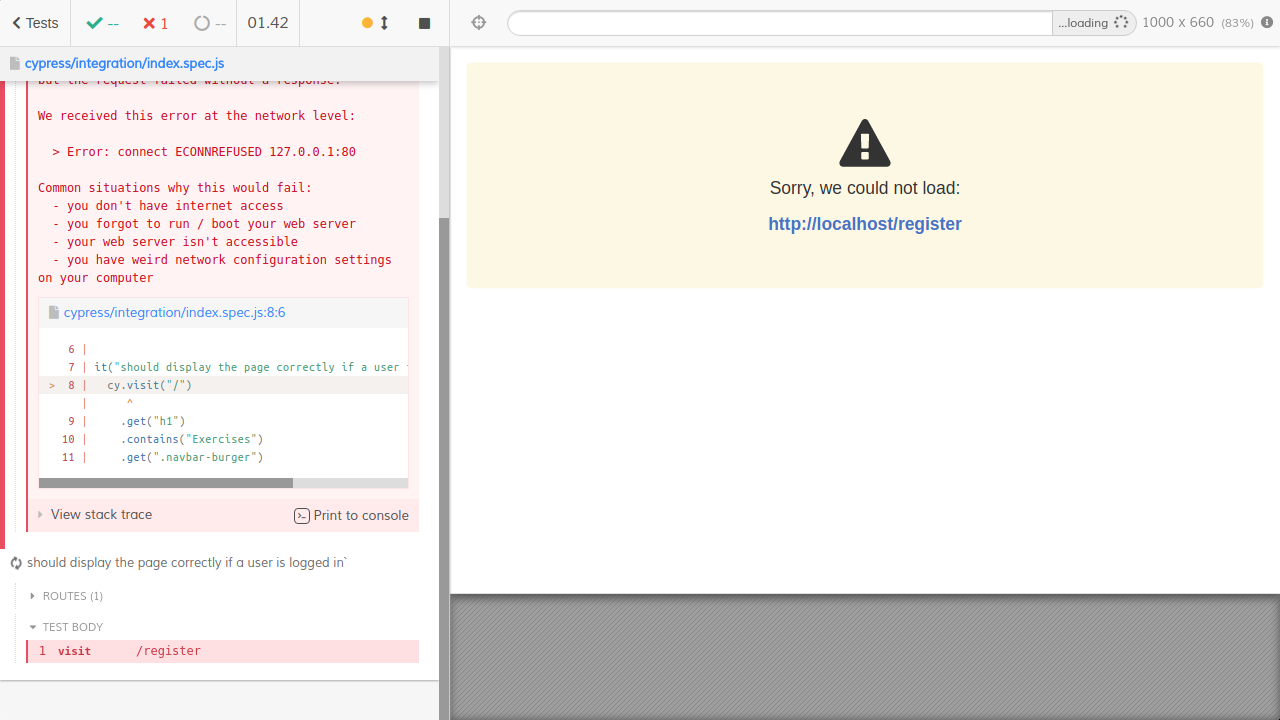 Tests
--
1
--
01.42
...loading
1000 x 660 (83%)
cypress/integration/index.spec.js
but the request failed without a response.
We received this error at the network level:
> Error: connect ECONNREFUSED 127.0.0.1:80
Common situations why this would fail:
- you don't have internet access
- you forgot to run / boot your web server
- your web server isn't accessible
- you have weird network configuration settings
on your computer
cypress/integration/index.spec.js:8:6
6 |
7 | it("should display the page correctly if a user
> 8 | cy.visit("/")
| ^
9 | .get("h1")
10 | .contains("Exercises")
11 | .get(".navbar-burger")
View stack trace
Print to console
should display the page correctly if a user is logged in`
ROUTES (1)
TEST BODY
1 visit /register
Sorry, we could not load:
http://localhost/register